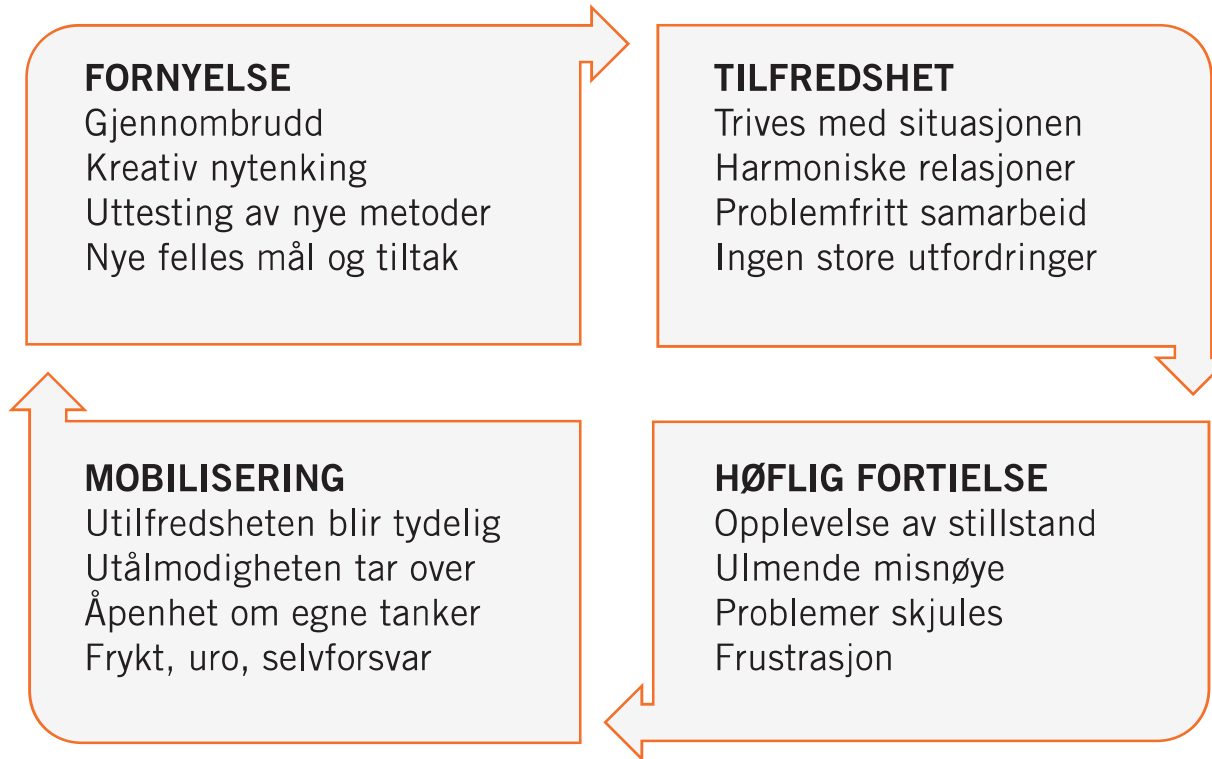 FORNYELSE
Gjennombrudd
Kreativ nytenking
Uttesting av nye metoder
Nye felles mål og tiltak
TILFREDSHET
Trives med situasjonen
Harmoniske relasjoner
Problemfritt samarbeid
Ingen store utfordringer
MOBILISERING
Utilfredsheten blir tydelig
Utålmodigheten tar over
Åpenhet om egne tanker
Frykt, uro, selvforsvar
HØFLIG FORTIELSE
Opplevelse av stillstand
Ulmende misnøye
Problemer skjules
Frustrasjon